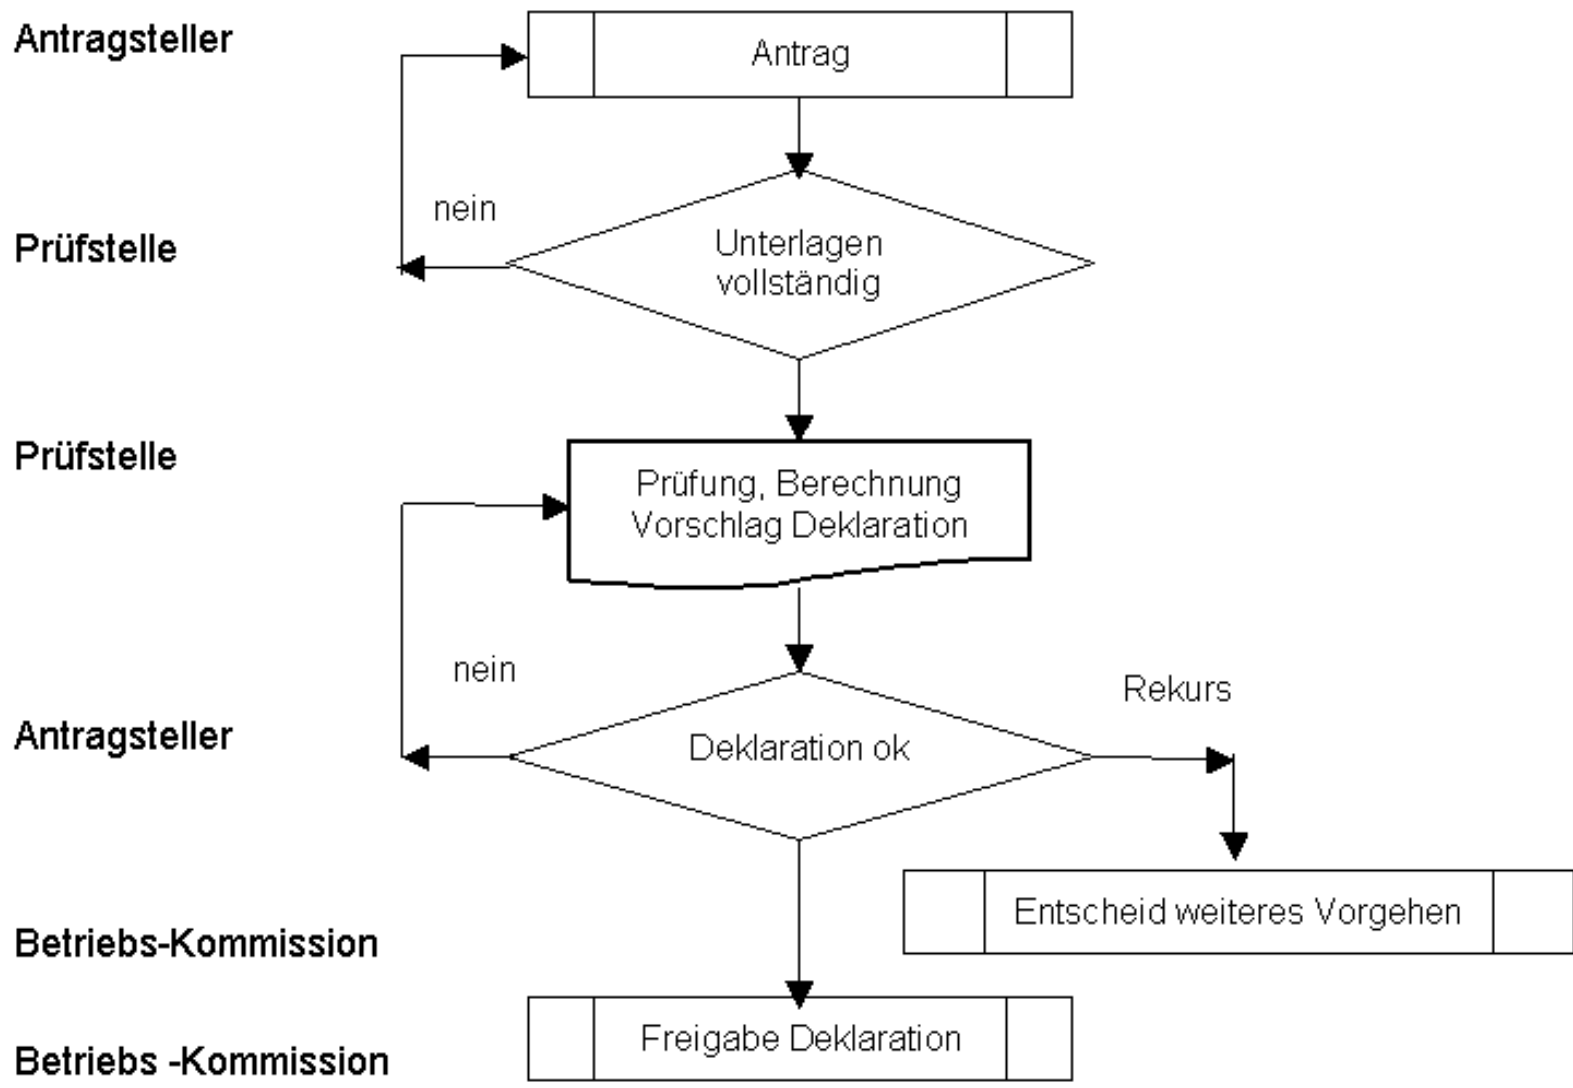 Antragsteller
Antrag
nein
Prüfstelle
Unterlagen
vollständig
Prüfstelle
Prüfung, Berechnung
Vorschlag Deklaration
nein
Rekurs
Antragsteller
Deklaration ok
Entscheid weiteres Vorgehen
Betriebs-Kommission
Freigabe Deklaration
Betriebs -Kommission